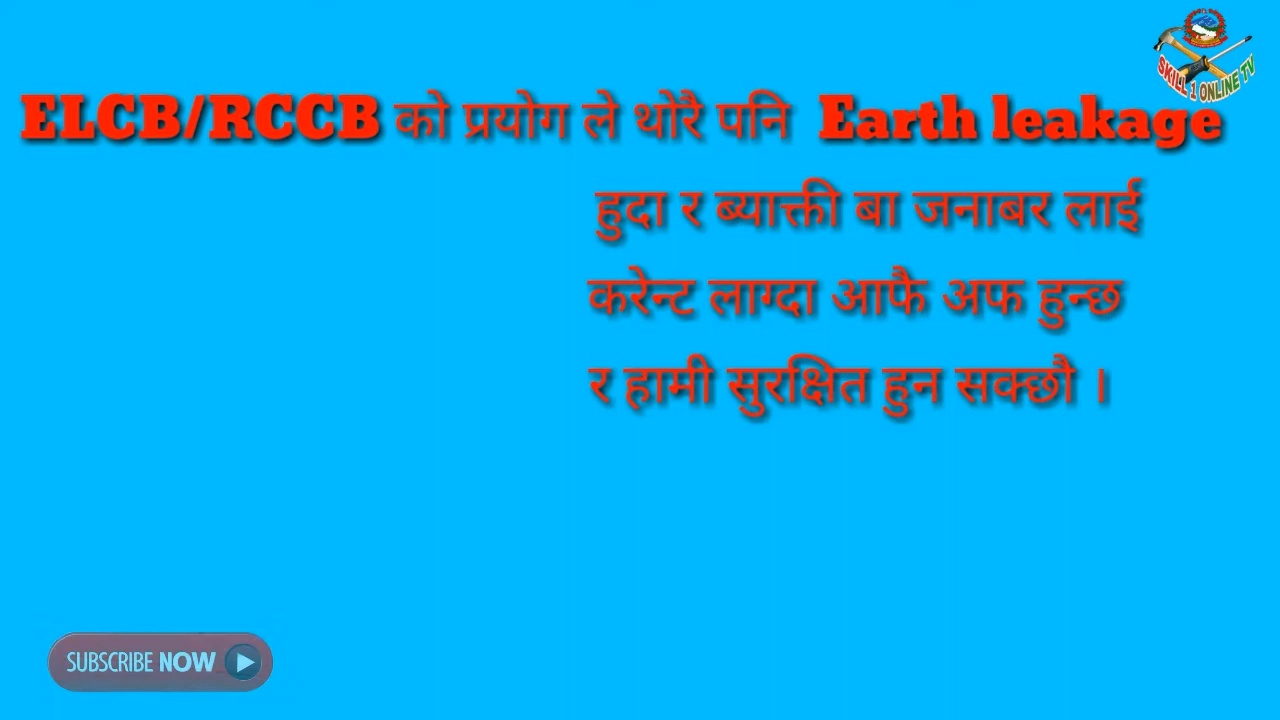 SKILL 1 ONLINE TV
ELCB/RCCB को प्रयोग ले थोरै पनि Earth leakage
हुदा र ब्याक्ती बा जनाबर लाई
करेन्ट लाग्दा आफै अफ हुन्छ
र हामी सुरक्षित हुन सक्छौ ।
SUBSCRIBE NOW